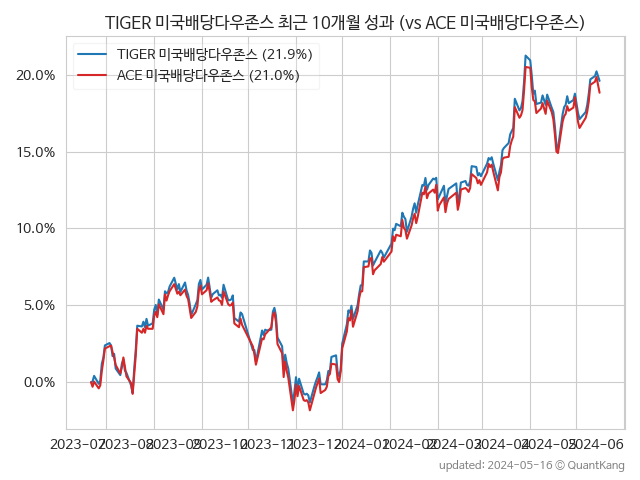 TIGER 미국배당다우존스 최근 10개월 성과 (vs ACE 미국배당다우존스)
TIGER 미국배당다우존스 (21.9%)
ACE 미국배당다우존스 (21.0%)
20.0%
15.0%
10.0%
5.0%
0.0%
2023-07 2023-08 2023-09 2023-10 2023-11 2023-12 2024-01 2024-02 2024-03 2024-04 2024-05 2024-06
updated: 2024-05-16 © QuantKang